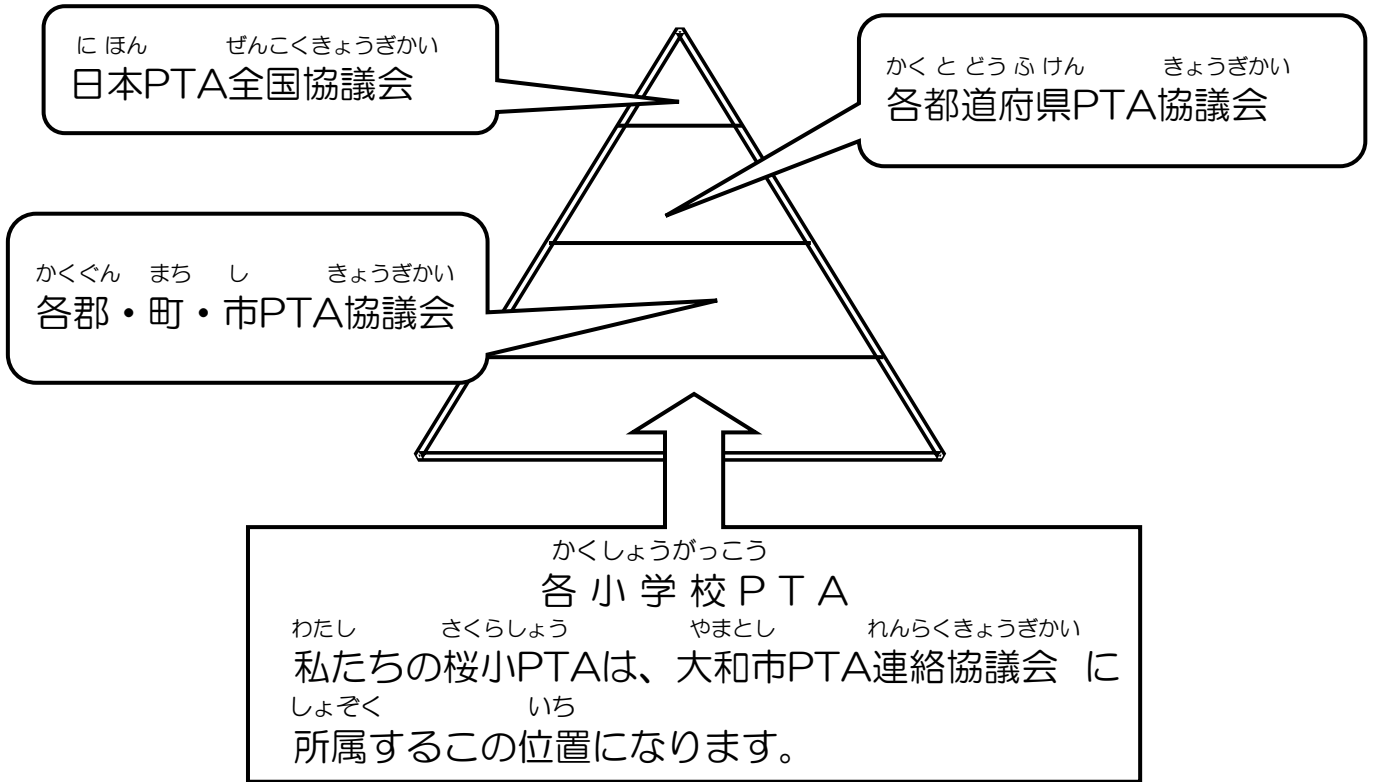 にほん ぜんこくきょうぎかい
日本PTA全国協議会
かくとどうふけん きょうぎかい
各都道府県PTA協議会
かくぐん まち し きょうぎかい
各郡・町・市PTA協議会
かくしょうがっこう
各小学校PTA
わたし さくらしょう やまとし れんらくきょうぎかい
私たちの桜小PTAは、大和市PTA連絡協議会 に
しょぞく いち
所属するこの位置になります。